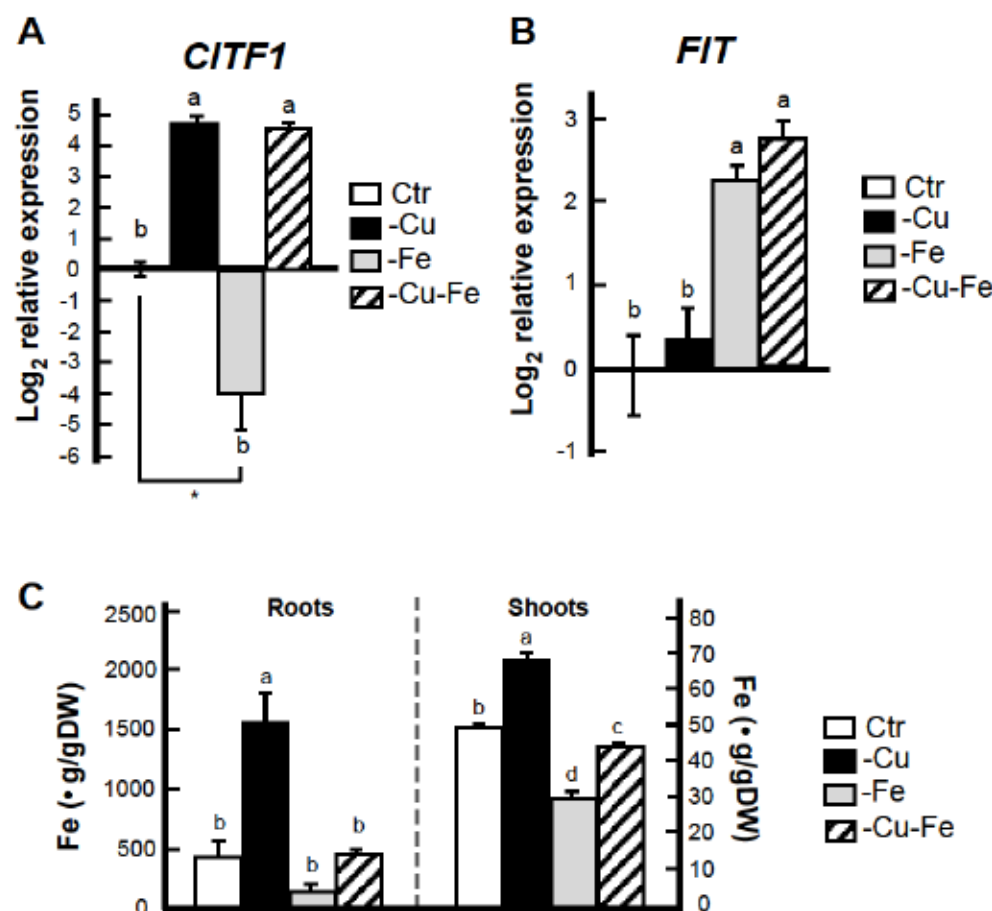 A
CITF1
Log2 relative expression
5
4
3
2
1
0
-1
-2
-3
-4
-5
-6
b
a
b
a
*
Ctr
-Cu
-Fe
-Cu-Fe
B
FIT
Log2 relative expression
3
2
1
0
-1
b
b
a
a
Ctr
-Cu
-Fe
-Cu-Fe
C
Roots
Shoots
Fe (•g/gDW)
2500
2000
1500
1000
500
0
b
a
b
b
b
a
d
c
80
70
60
50
40
30
20
10
0
Fe (•g/gDW)
Ctr
-Cu
-Fe
-Cu-Fe